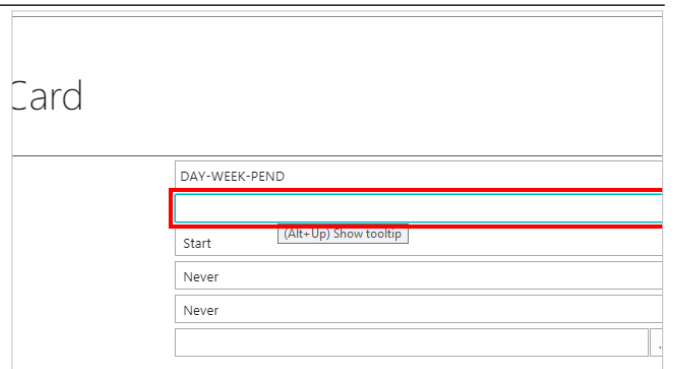 Card
DAY-WEEK-PEND
(Alt+Up) Show tooltip
Start
Never
Never